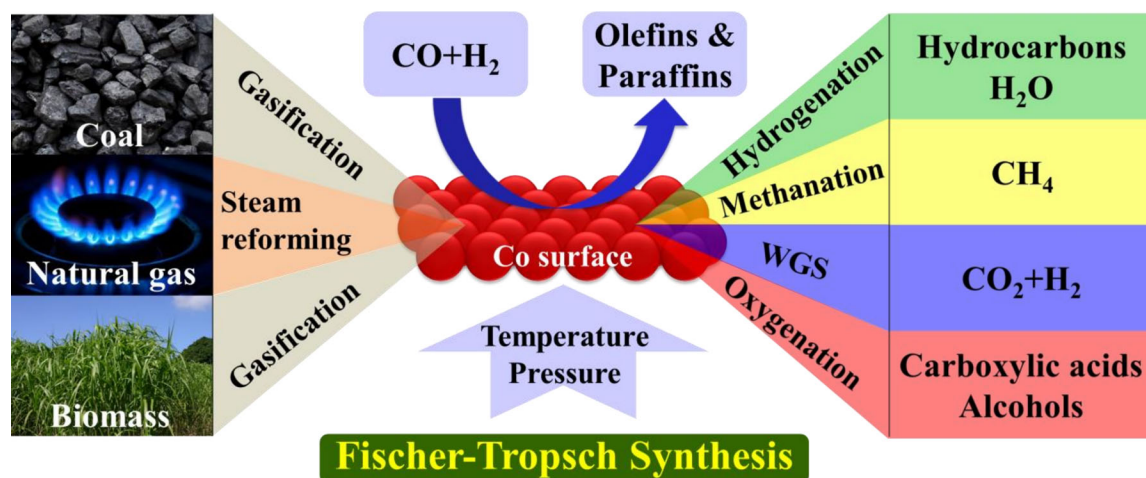 Coal
Natural gas
Biomass
Gasification
Steam
reforming
Gasification
CO+H₂
Olefins &
Paraffins
Co surface
Temperature
Pressure
Hydrogenation
Methanation
WGS
Oxygenation
Hydrocarbons
H₂O
CH₄
CO₂+H₂
Carboxylic acids
Alcohols
Fischer-Tropsch Synthesis